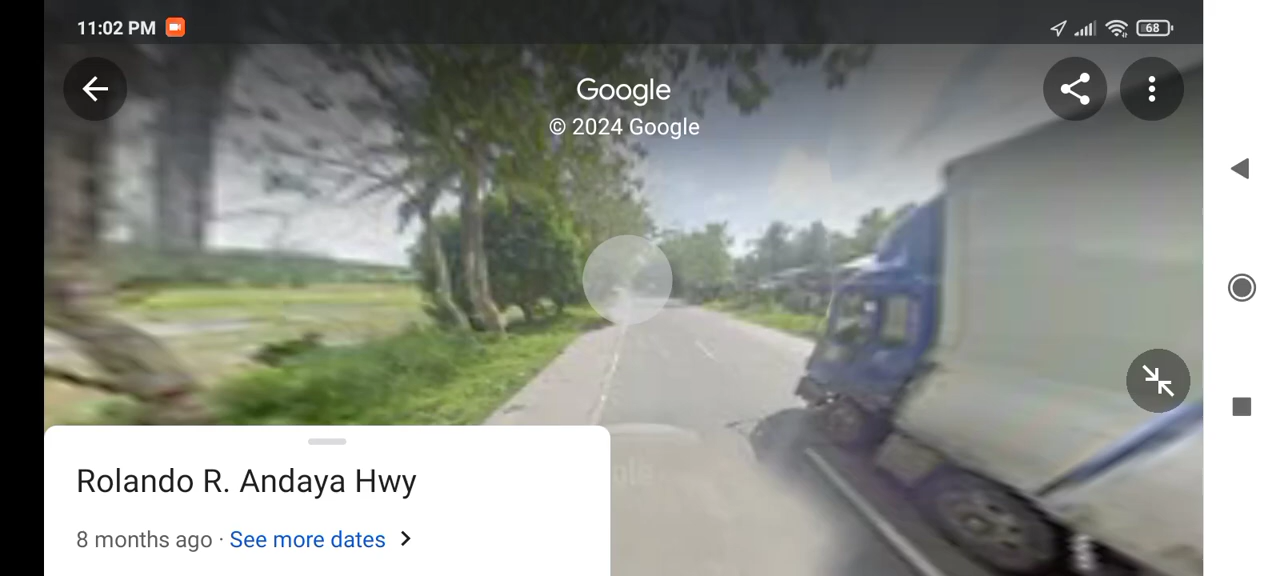 11:02 PM
68
Google
© 2024 Google
Rolando R. Andaya Hwy
8 months ago · See more dates